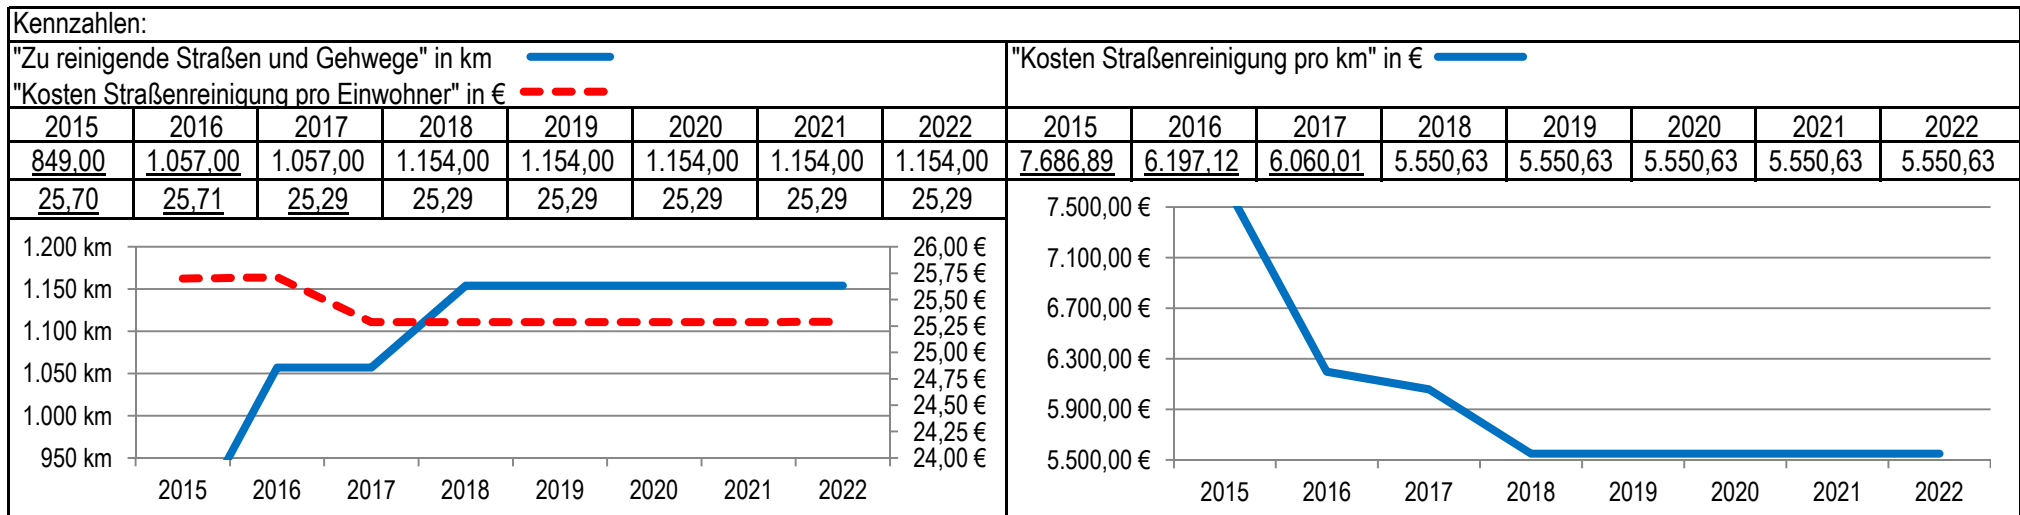 Kennzahlen:
"Zu reinigende Straßen und Gehwege" in km
"Kosten Straßenreinigung pro Einwohner" in €
2015 2016 2017 2018 2019 2020 2021 2022
849,00 1.057,00 1.057,00 1.154,00 1.154,00 1.154,00 1.154,00 1.154,00
25,70 25,71 25,29 25,29 25,29 25,29 25,29 25,29
1.200 km 26,00 €
25,75 €
1.150 km
25,50 €
1.100 km 25,25 €
25,00 €
1.050 km
24,75 €
1.000 km
24,50 €
24,25 €
950 km 24,00 €
2015 2016 2017 2018 2019 2020 2021 2022
"Kosten Straßenreinigung pro km" in €
2015 2016 2017 2018 2019 2020 2021 2022
7.686,89 6.197,12 6.060,01 5.550,63 5.550,63 5.550,63 5.550,63 5.550,63
7.500,00 €
7.100,00 €
6.700,00 €
6.300,00 €
5.900,00 €
5.500,00 €
2015 2016 2017 2018 2019 2020 2021 2022